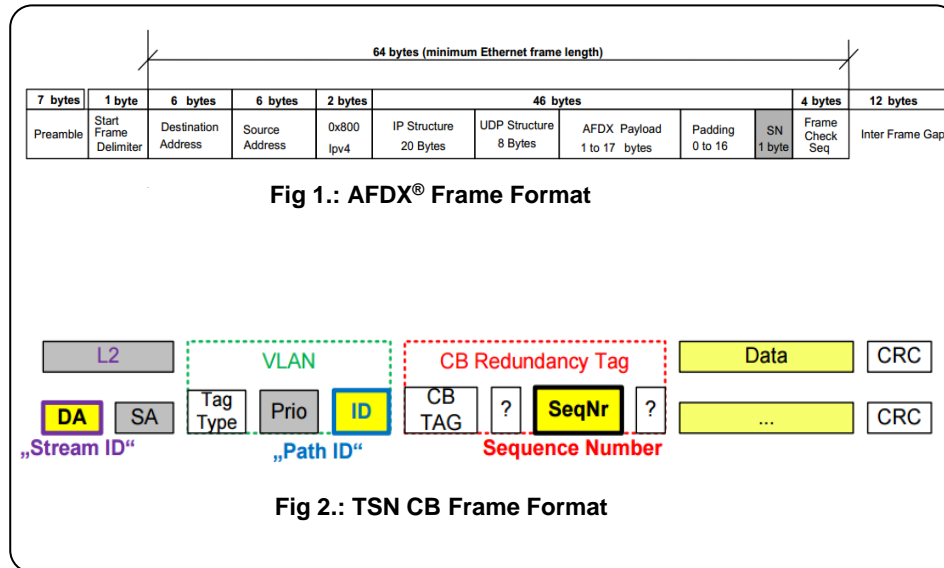 64 bytes (minimum Ethernet frame length)
7 bytes 1 byte 6 bytes 6 bytes 2 bytes 46 bytes 4 bytes 12 bytes
Preamble Start Frame Delimiter Destination Address Source Address 0x800 Ipv4 IP Structure 20 Bytes UDP Structure 8 Bytes AFDX Payload 1 to 17 bytes Padding 0 to 16 SN 1 byte Frame Check Seq Inter Frame Gap
Fig 1.: AFDX® Frame Format
L2 VLAN CB Redundancy Tag Data CRC
DA SA Tag Type Prio ID CB TAG ? SeqNr ? ... CRC
„Stream ID“ „Path ID“ Sequence Number
Fig 2.: TSN CB Frame Format